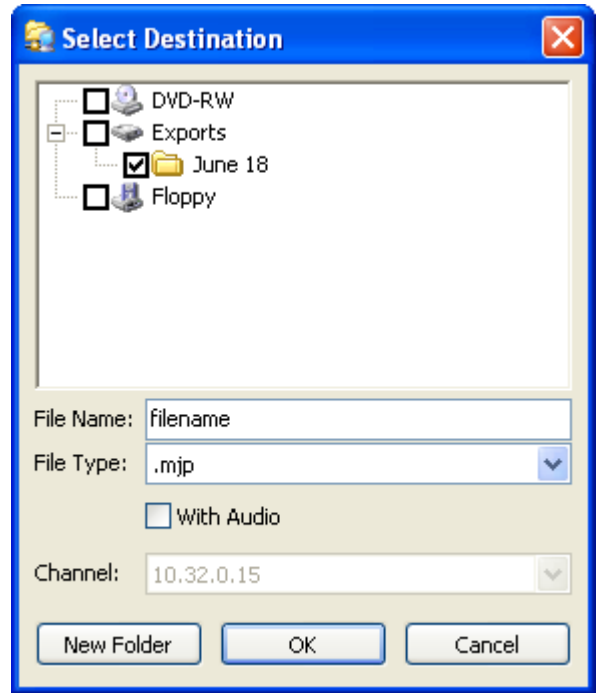 Select Destination
DVD-RW
Exports
June 18
Floppy
File Name: filename
File Type: .mjp
With Audio
Channel: 10.32.0.15
New Folder OK Cancel